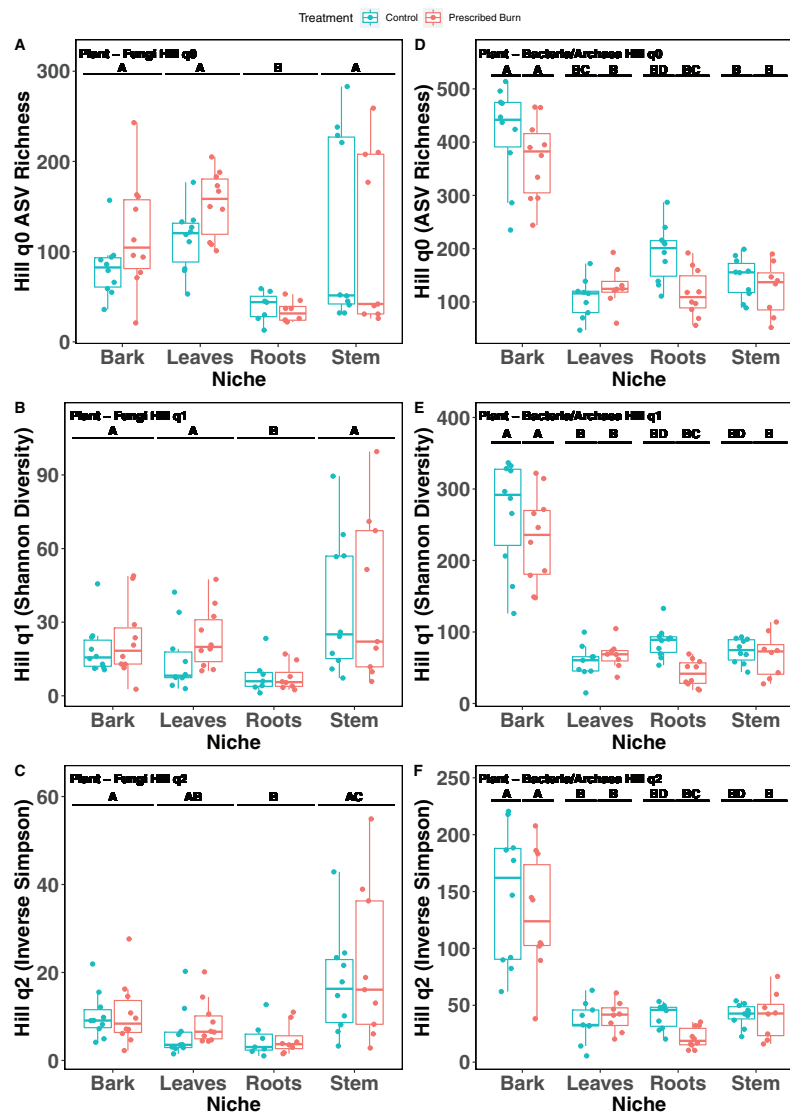 Treatment Control Prescribed Burn
A
Plant – Fungi Hill q0
A A B A
Hill q0 ASV Richness
300
200
100
0
Bark Leaves Roots Stem
Niche
D
Plant – Bacteria/Archaea Hill q0
A A BC B BD BC B B
Hill q0 (ASV Richness)
500
400
300
200
100
Bark Leaves Roots Stem
Niche
B
Plant – Fungi Hill q1
A A B A
Hill q1 (Shannon Diversity)
90
60
30
0
Bark Leaves Roots Stem
Niche
E
Plant – Bacteria/Archaea Hill q1
A A B B BD BC BD B
Hill q1 (Shannon Diversity)
400
300
200
100
0
Bark Leaves Roots Stem
Niche
C
Plant – Fungi Hill q2
A AB B AC
Hill q2 (Inverse Simpson)
60
40
20
0
Bark Leaves Roots Stem
Niche
F
Plant – Bacteria/Archaea Hill q2
A A B B BD BC BD B
Hill q2 (Inverse Simpson)
250
200
150
100
50
0
Bark Leaves Roots Stem
Niche